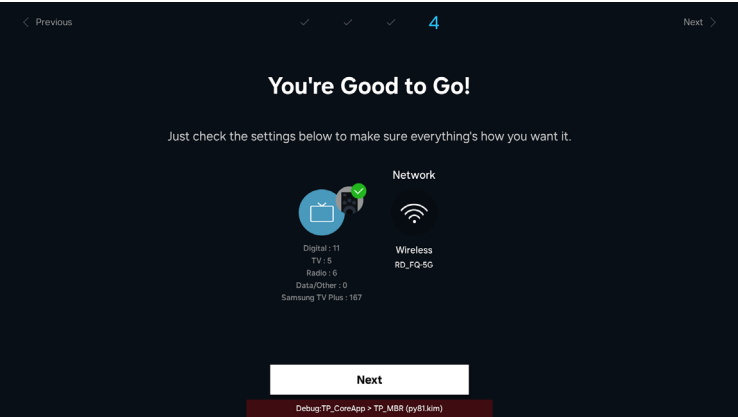 Previous
4
Next
You're Good to Go!
Just check the settings below to make sure everything's how you want it.
Digital : 11
TV : 5
Radio : 6
Data/Other : 0
Samsung TV Plus : 167
Network
Wireless
RD_FQ-5G
Next
Debug:TP_CoreApp > TP_MBR (py81.kim)